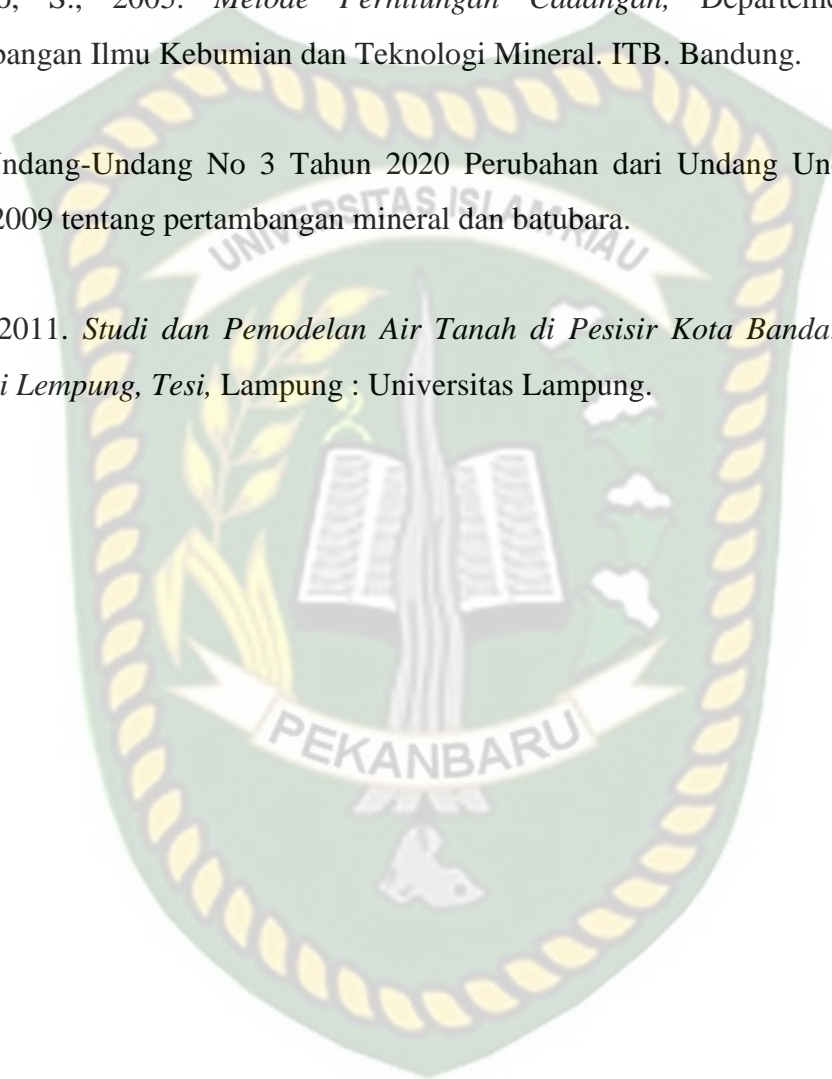 S., 2005. Metode Perhitungan Cadangan, Departeme
bangan Ilmu Kebumian dan Teknologi Mineral. ITB. Bandung.
Indang-Undang No 3 Tahun 2020 Perubahan dari Undang Un
2009 tentang pertambangan mineral dan batubara.
UNIVERSITAS ISLAM RIAU
2011. Studi dan Pemodelan Air Tanah di Pesisir Kota Banda
i Lempung, Tesi, Lampung : Universitas Lampung.
PEKANBARU